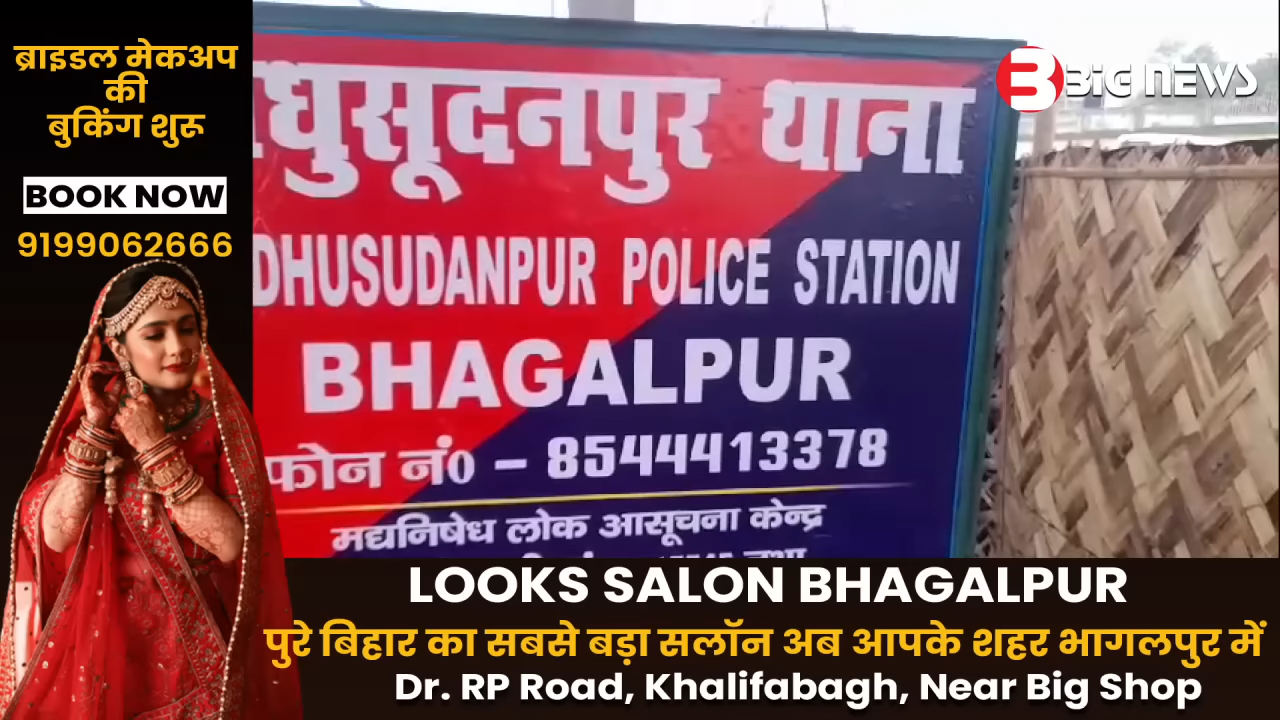 ब्राइडल मेकअप
की
बुकिंग शुरू
BOOK NOW
9199062666
BIG NEWS
धुसूदनपुर थाना
DHUSUDANPUR POLICE STATION
BHAGALPUR
फोन नं0 – 8544413378
मद्यनिषेध लोक आसूचना केन्द्र
LOOKS SALON BHAGALPUR
पुरे बिहार का सबसे बड़ा सलॉन अब आपके शहर भागलपुर में
Dr. RP Road, Khalifabagh, Near Big Shop